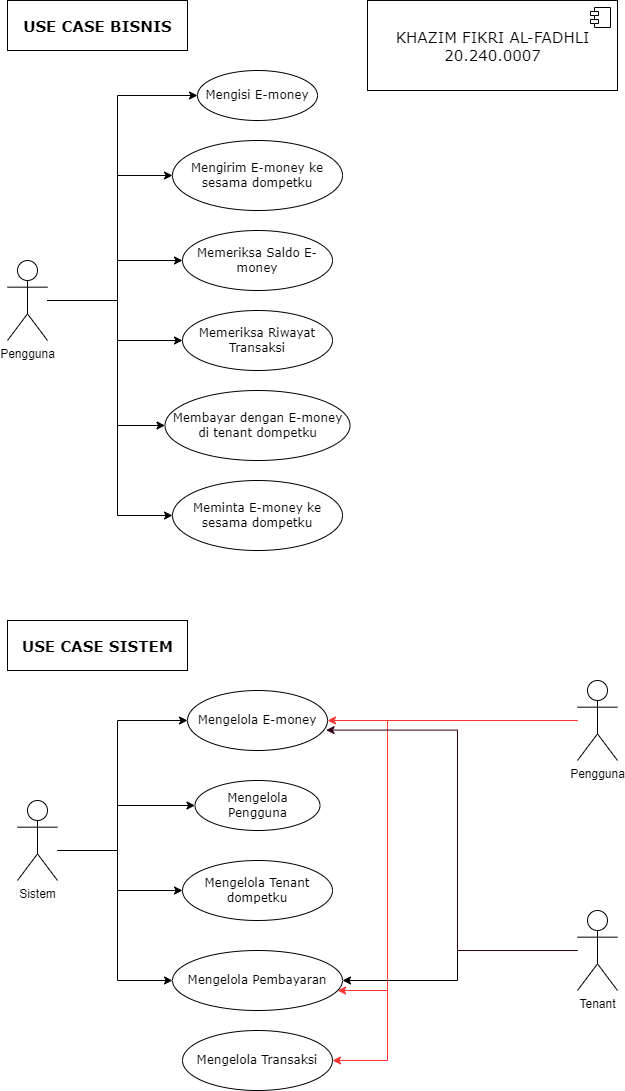 USE CASE BISNIS
KHAZIM FIKRI AL-FADHLI
20.240.0007
Mengisi E-money
Mengirim E-money ke
sesama dompetku
Memeriksa Saldo E-
money
Pengguna
Memeriksa Riwayat
Transaksi
Membayar dengan E-money
di tenant dompetku
Meminta E-money ke
sesama dompetku
USE CASE SISTEM
Mengelola E-money
Pengguna
Mengelola
Pengguna
Sistem
Mengelola Tenant
dompetku
Mengelola Pembayaran
Tenant
Mengelola Transaksi